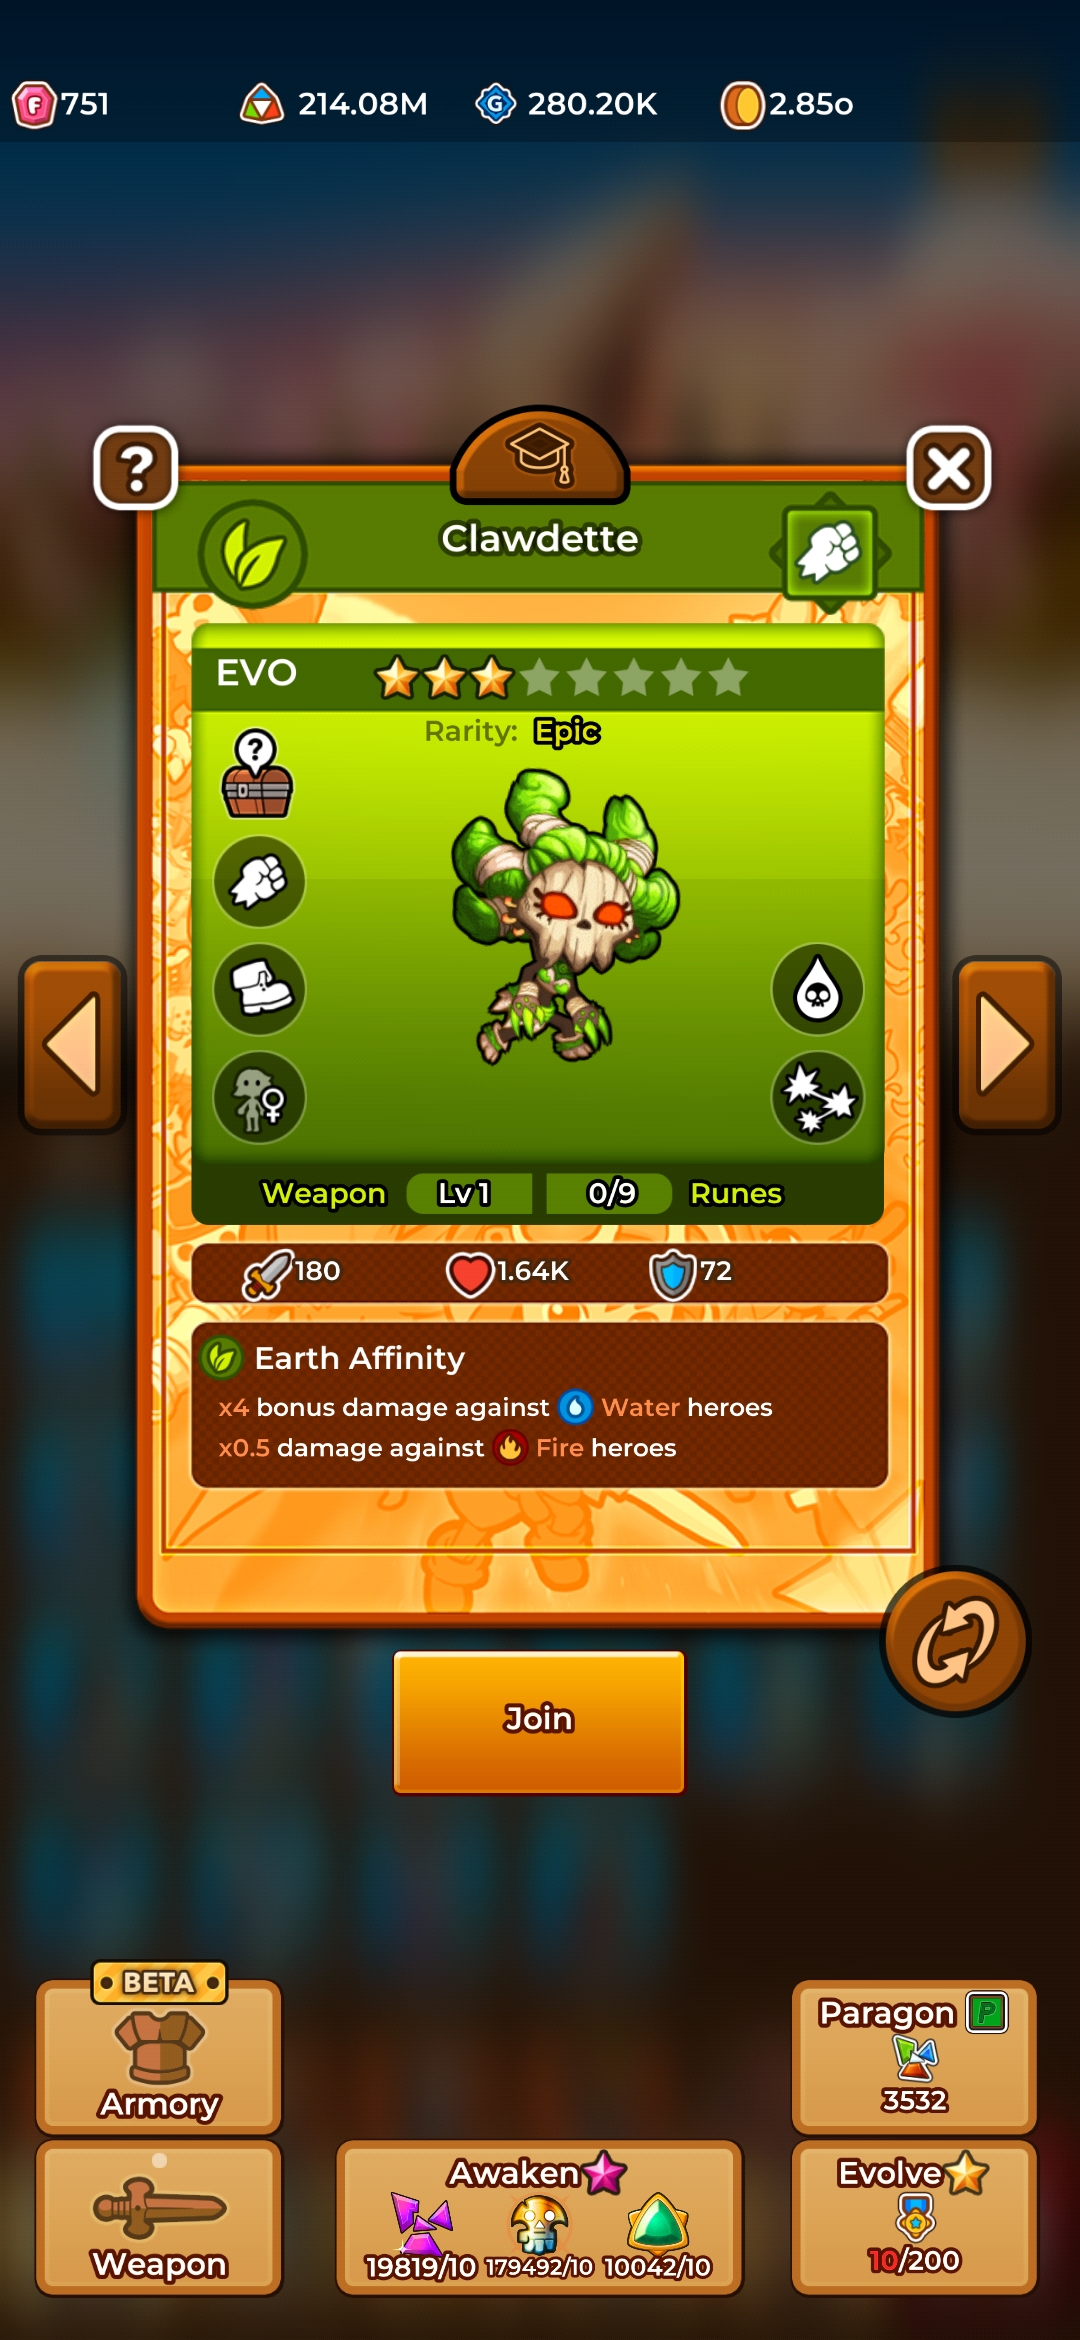 751 214.08M 280.20K 2.85o
?
Clawdette
EVO
Rarity: Epic
?
Weapon Lv 1 0/9 Runes
180 1.64K 72
Earth Affinity
x4 bonus damage against Water heroes
x0.5 damage against Fire heroes
Join
BETA
Armory
Paragon P
3532
Weapon
Awaken
19819/10 179492/10 10042/10
Evolve
10/200